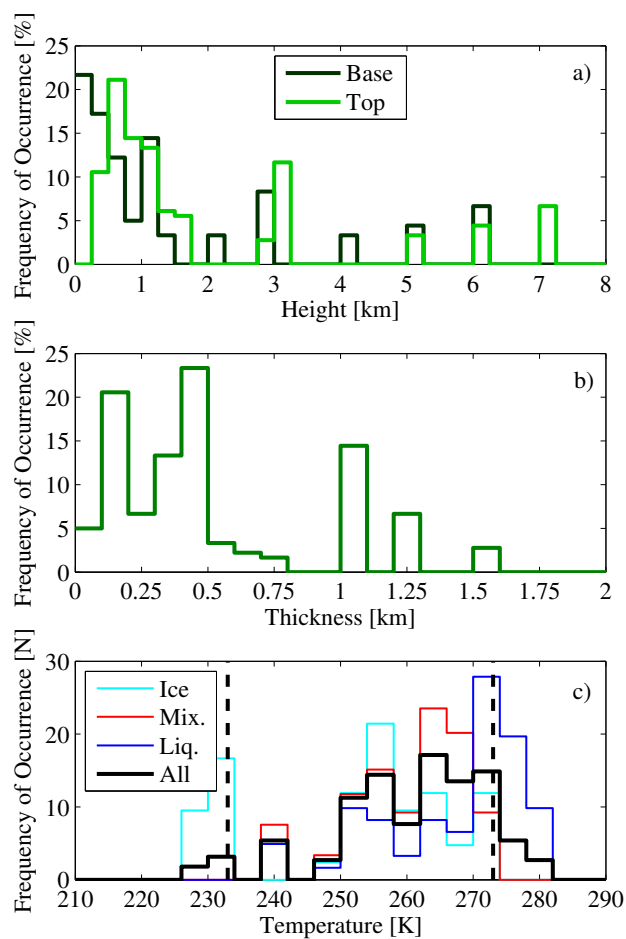 Frequency of Occurrence [%]
25
20
15
10
5
0
Base
Top
a)
0 1 2 3 4 5 6 7 8
Height [km]
Frequency of Occurrence [%]
25
20
15
10
5
0
b)
0 0.25 0.5 0.75 1 1.25 1.5 1.75 2
Thickness [km]
Frequency of Occurrence [N]
30
20
10
0
Ice
Mix.
Liq.
All
c)
210 220 230 240 250 260 270 280 290
Temperature [K]